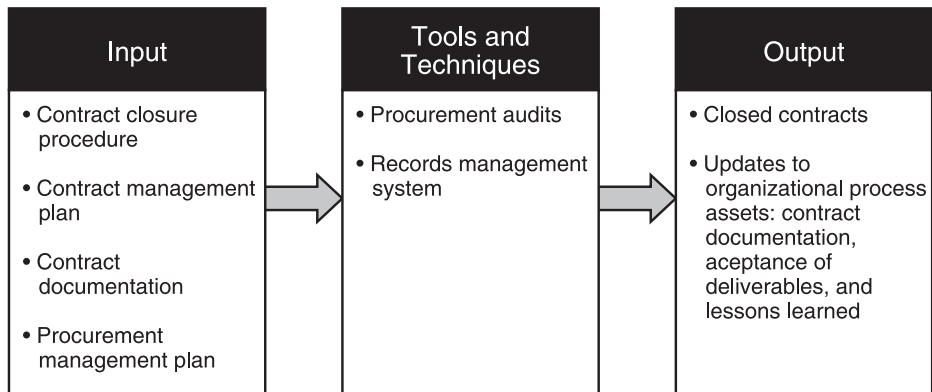 Input
• Contract closure
procedure
• Contract management
plan
• Contract
documentation
• Procurement
management plan
Tools and
Techniques
• Procurement audits
• Records management
system
Output
• Closed contracts
• Updates to
organizational process
assets: contract
documentation,
aceptance of
deliverables, and
lessons learned